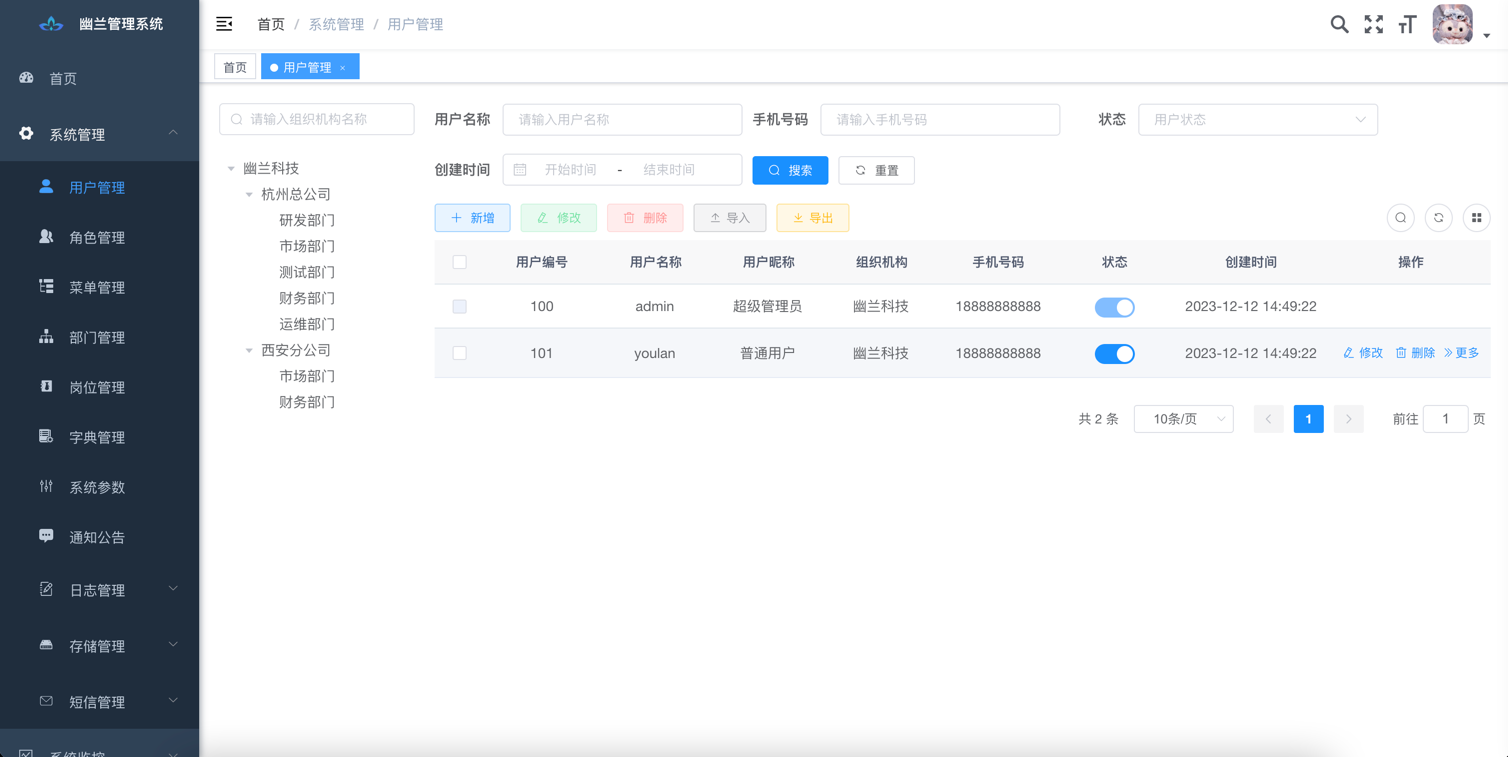 幽兰管理系统
首页
系统管理
用户管理
角色管理
菜单管理
部门管理
岗位管理
字典管理
系统参数
通知公告
日志管理
存储管理
短信管理
系统监控
首页 / 系统管理 / 用户管理
首页 用户管理 ×
请输入组织机构名称
幽兰科技
杭州总公司
研发部门
市场部门
测试部门
财务部门
运维部门
西安分公司
市场部门
财务部门
用户名称 请输入用户名称 手机号码 请输入手机号码 状态 用户状态
创建时间 开始时间 - 结束时间 搜索 重置
新增 修改 删除 导入 导出
用户编号 用户名称 用户昵称 组织机构 手机号码 状态 创建时间 操作
100 admin 超级管理员 幽兰科技 18888888888 2023-12-12 14:49:22
101 youlan 普通用户 幽兰科技 18888888888 2023-12-12 14:49:22 修改 删除 更多
共 2 条 10条/页 1 前往 1 页